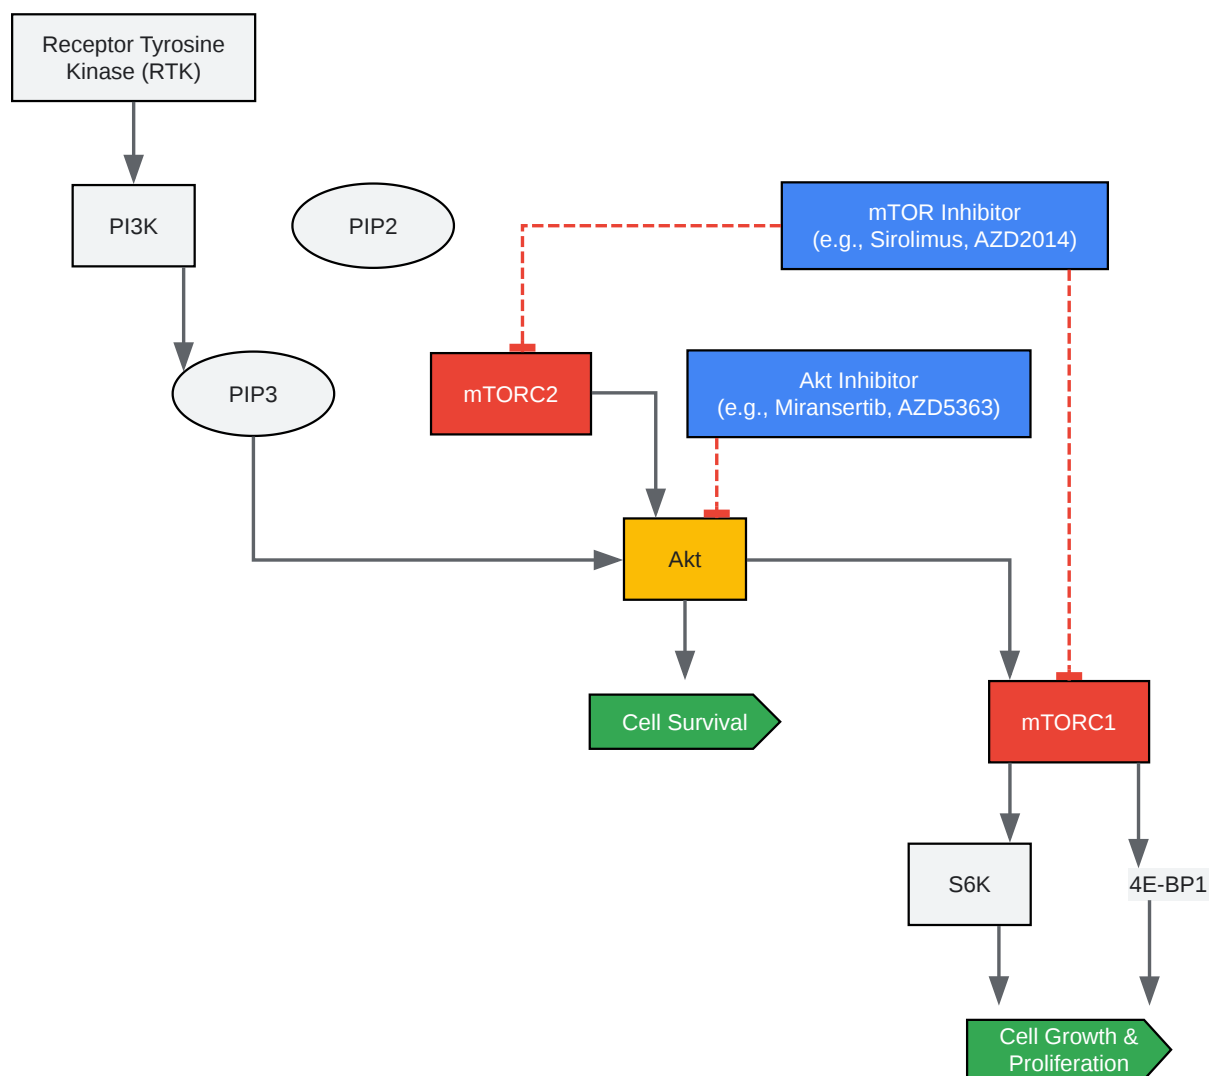 Receptor Tyrosine
Kinase (RTK)
PI3K
PIP2
mTOR Inhibitor
(e.g., Sirolimus, AZD2014)
PIP3
mTORC2
Akt Inhibitor
(e.g., Miransertib, AZD5363)
Akt
Cell Survival
mTORC1
S6K
4E-BP1
Cell Growth &
Proliferation